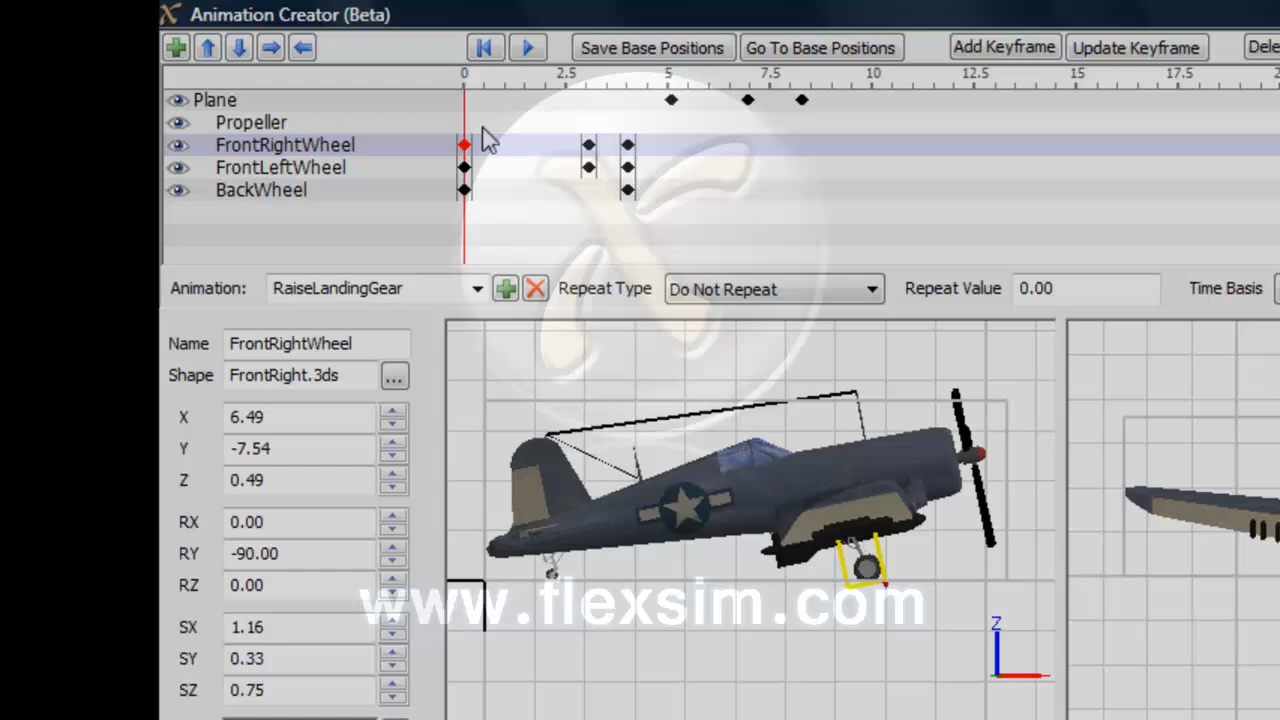 Animation Creator (Beta)
Save Base Positions Go To Base Positions Add Keyframe Update Keyframe Dele
0 2.5 5 7.5 10 12.5 15 17.5
Plane
Propeller
FrontRightWheel
FrontLeftWheel
BackWheel
Animation: RaiseLandingGear Repeat Type Do Not Repeat Repeat Value 0.00 Time Basis
Name FrontRightWheel
Shape FrontRight.3ds ...
X 6.49
Y -7.54
Z 0.49
RX 0.00
RY -90.00
RZ 0.00
www.flexsim.com
SX 1.16
Z
SY 0.33
SZ 0.75